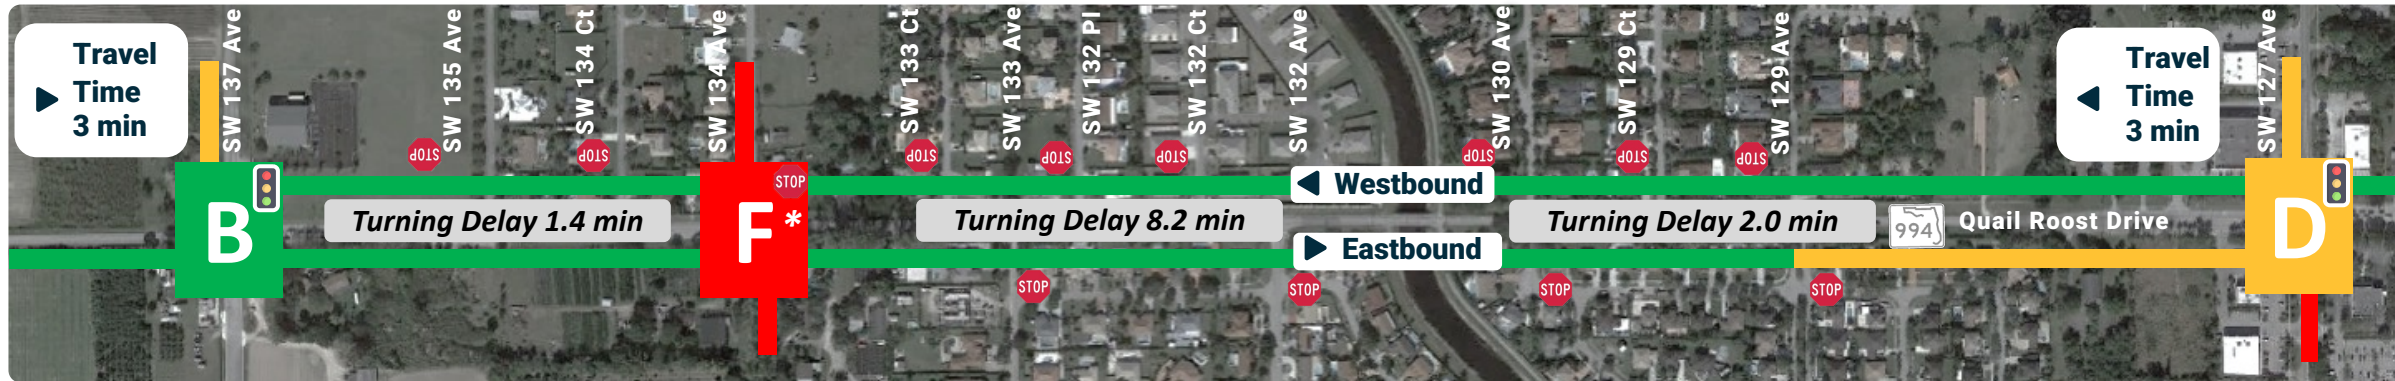 Travel
Time
3 min
SW 137 Ave
SW 135 Ave
SW 134 Ct
SW 134 Ave
SW 133 Ct
SW 133 Ave
SW 132 Pl
SW 132 Ct
SW 132 Ave
SW 130 Ave
SW 129 Ct
SW 129 Ave
SW 127 Ave
Travel
Time
3 min
STOP
STOP
STOP
STOP
STOP
STOP
STOP
STOP
STOP
Westbound
B
Turning Delay 1.4 min
F*
Turning Delay 8.2 min
Turning Delay 2.0 min
994
Quail Roost Drive
D
Eastbound
STOP
STOP
STOP
STOP